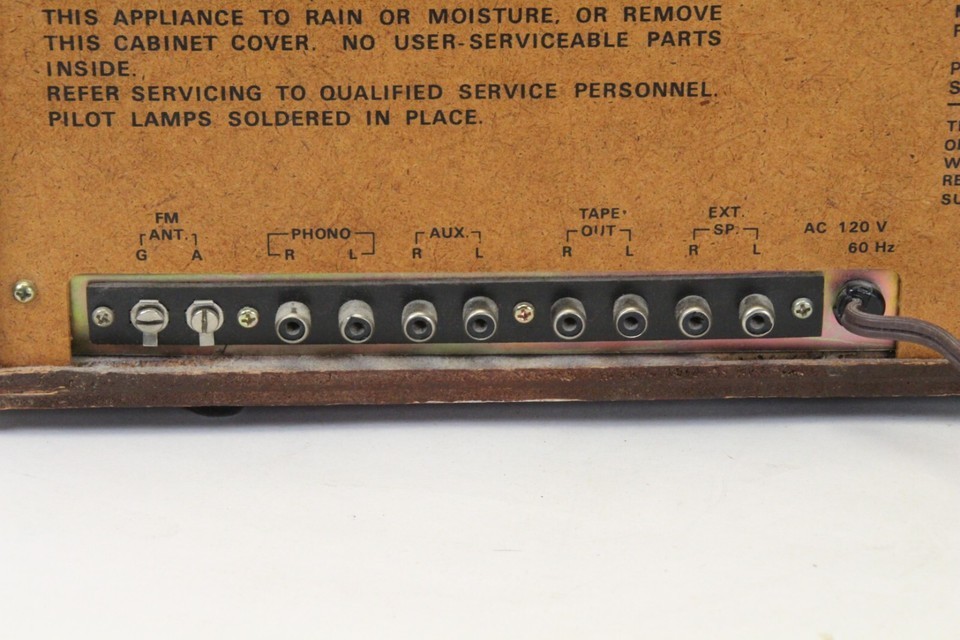 THIS APPLIANCE TO RAIN OR MOISTURE, OR REMOVE
THIS CABINET COVER. NO USER-SERVICEABLE PARTS
INSIDE.
REFER SERVICING TO QUALIFIED SERVICE PERSONNEL.
PILOT LAMPS SOLDERED IN PLACE.
FM
ANT.
G A
PHONO
R L
AUX.
R L
TAPE
OUT
R L
EXT.
SP.
R L
AC 120 V
60 Hz